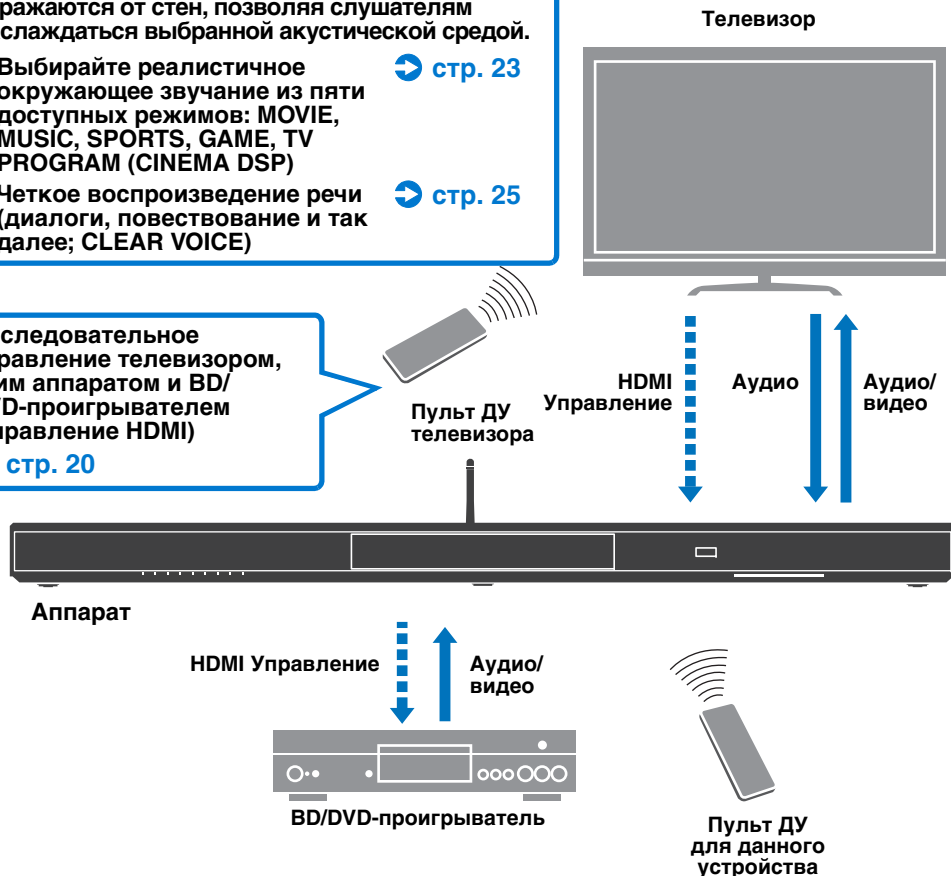 ражаются от стен, позволяя слушателям
слаждаться выбранной акустической средой.
Выбирайте реалистичное
окружающее звучание из пяти
доступных режимов: MOVIE,
MUSIC, SPORTS, GAME, TV
PROGRAM (CINEMA DSP)
стр. 23
Четкое воспроизведение речи
(диалоги, повествование и так
далее; CLEAR VOICE)
стр. 25
Телевизор
следовательное
равление телевизором,
им аппаратом и BD/
VD-проигрывателем
правление HDMI)
стр. 20
Пульт ДУ
телевизора
HDMI
Управление
Аудио
Аудио/
видео
Аппарат
HDMI Управление
Аудио/
видео
BD/DVD-проигрыватель
Пульт ДУ
для данного
устройства